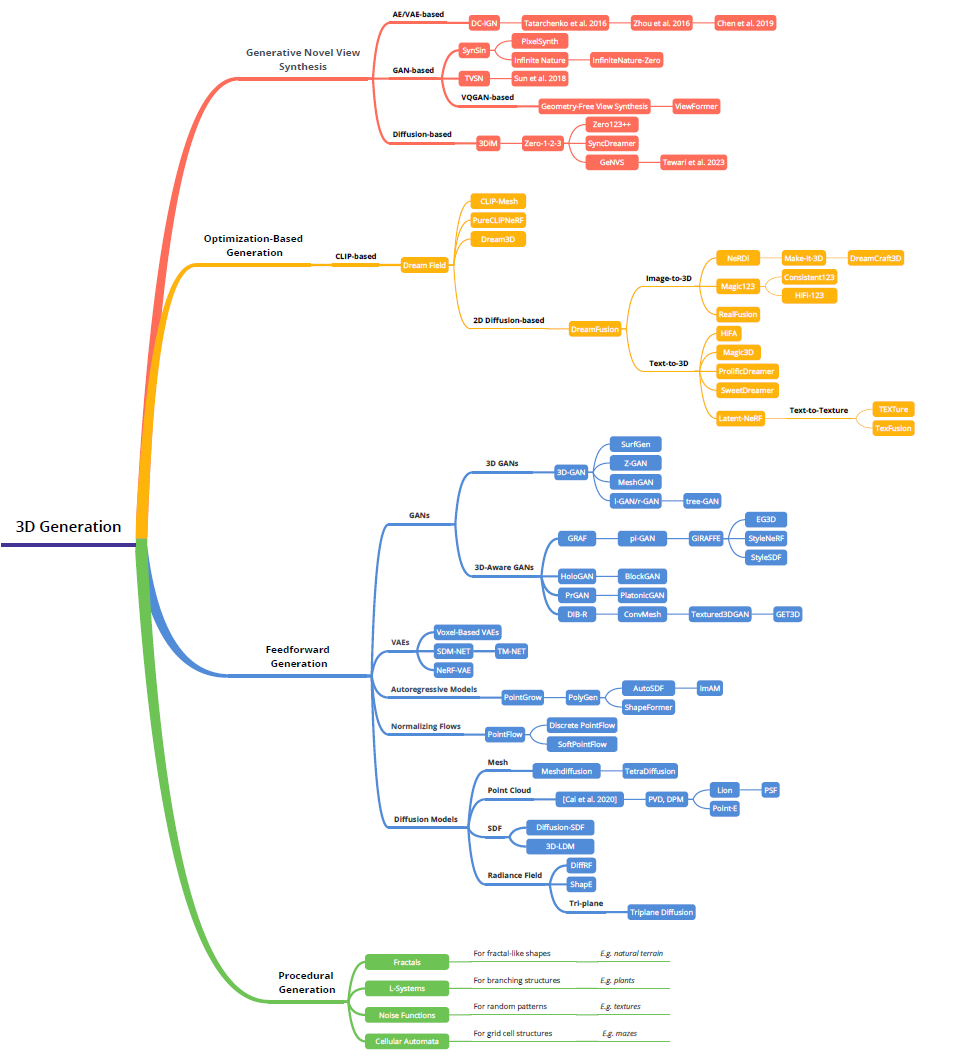 3D Generation
Generative Novel View
Synthesis
AE/VAE-based
DC-IGN
Tatarchenko et al. 2016
Zhou et al. 2016
Chen et al. 2019
GAN-based
SynSin
PixelSynth
Infinite Nature
InfiniteNature-Zero
TVSN
Sun et al. 2018
VQGAN-based
Geometry-Free View Synthesis
ViewFormer
Diffusion-based
3DiM
Zero-1-2-3
Zero123++
SyncDreamer
GeNVS
Tewari et al. 2023
Optimization-Based
Generation
CLIP-based
Dream Field
CLIP-Mesh
PureCLIPNeRF
Dream3D
2D Diffusion-based
DreamFusion
Image-to-3D
NeRDi
Make-it-3D
DreamCraft3D
Magic123
Consistent123
HIFI-123
RealFusion
Text-to-3D
HIFA
Magic3D
ProlificDreamer
SweetDreamer
Latent-NeRF
Text-to-Texture
TEXTure
TexFusion
Feedforward
Generation
GANs
3D GANs
3D-GAN
SurfGen
Z-GAN
MeshGAN
l-GAN/r-GAN
tree-GAN
3D-Aware GANs
GRAF
pi-GAN
GIRAFFE
EG3D
StyleNeRF
StyleSDF
HoloGAN
BlockGAN
PrGAN
PlatonicGAN
DIB-R
ConvMesh
Textured3DGAN
GET3D
VAEs
Voxel-Based VAEs
SDM-NET
TM-NET
NeRF-VAE
Autoregressive Models
PointGrow
PolyGen
AutoSDF
ImAM
ShapeFormer
Normalizing Flows
PointFlow
Discrete PointFlow
SoftPointFlow
Diffusion Models
Mesh
Meshdiffusion
TetraDiffusion
Point Cloud
[Cai et al. 2020]
PVD, DPM
Lion
PSF
Point-E
SDF
Diffusion-SDF
3D-LDM
Radiance Field
DiffRF
ShapE
Tri-plane
Triplane Diffusion
Procedural
Generation
Fractals
For fractal-like shapes
E.g. natural terrain
L-Systems
For branching structures
E.g. plants
Noise Functions
For random patterns
E.g. textures
Cellular Automata
For grid cell structures
E.g. mazes